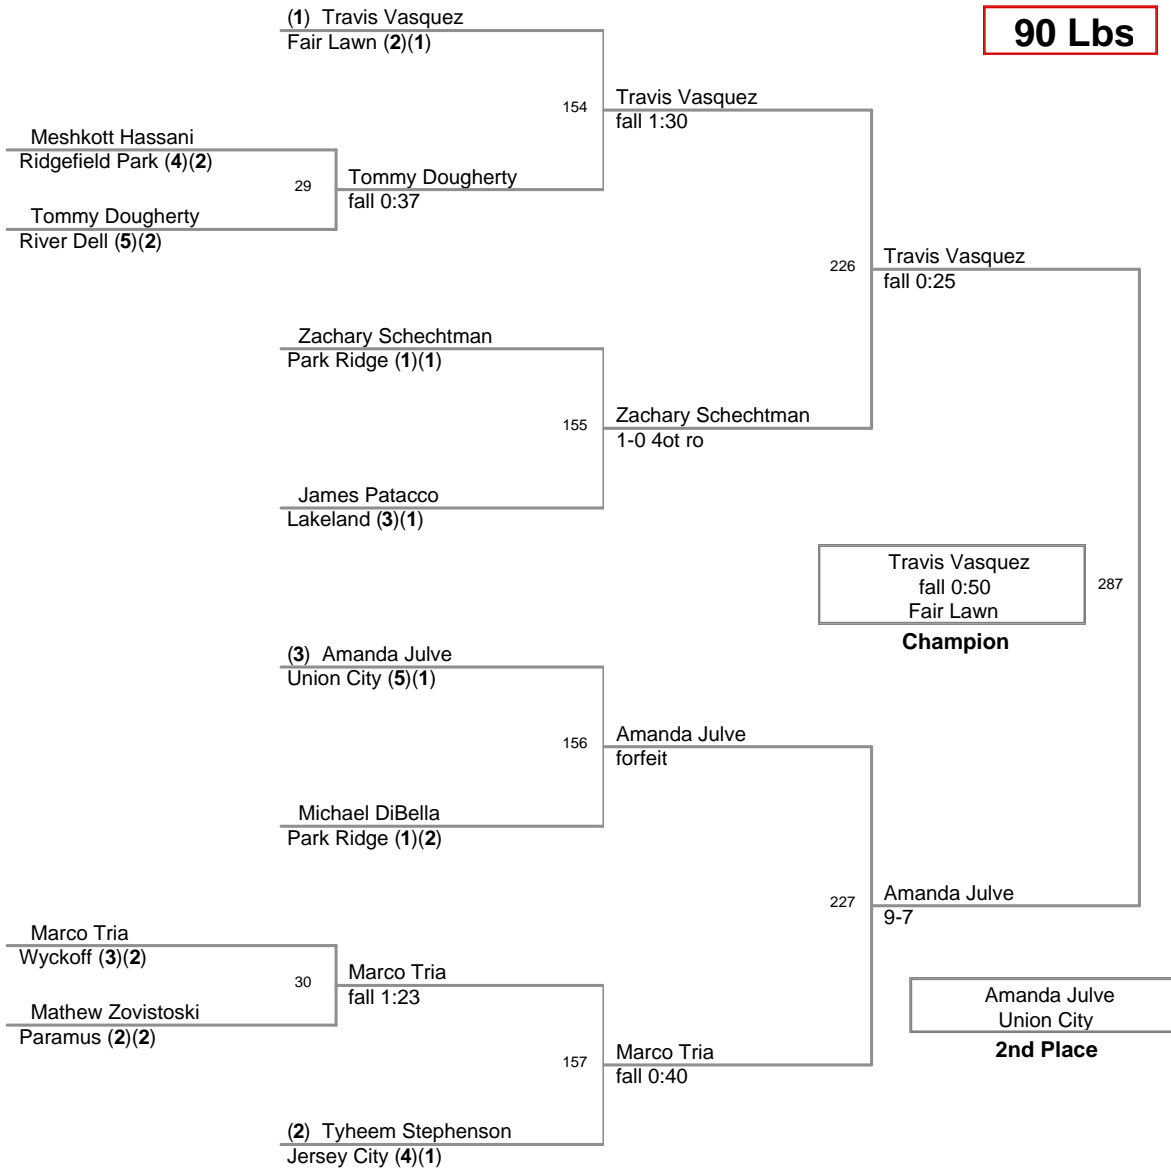 (1) Travis Vasquez
Fair Lawn (2)(1)
90 Lbs
154
Travis Vasquez
fall 1:30
Meshkott Hassani
Ridgefield Park (4)(2)
29
Tommy Dougherty
fall 0:37
Tommy Dougherty
River Dell (5)(2)
226
Travis Vasquez
fall 0:25
Zachary Schechtman
Park Ridge (1)(1)
155
Zachary Schechtman
1-0 4ot ro
James Patacco
Lakeland (3)(1)
Travis Vasquez
fall 0:50
Fair Lawn
287
Champion
(3) Amanda Julve
Union City (5)(1)
156
Amanda Julve
forfeit
Michael DiBella
Park Ridge (1)(2)
227
Amanda Julve
9-7
Marco Tria
Wyckoff (3)(2)
30
Marco Tria
fall 1:23
Mathew Zovistoski
Paramus (2)(2)
Amanda Julve
Union City
2nd Place
157
Marco Tria
fall 0:40
(2) Tyheem Stephenson
Jersey City (4)(1)